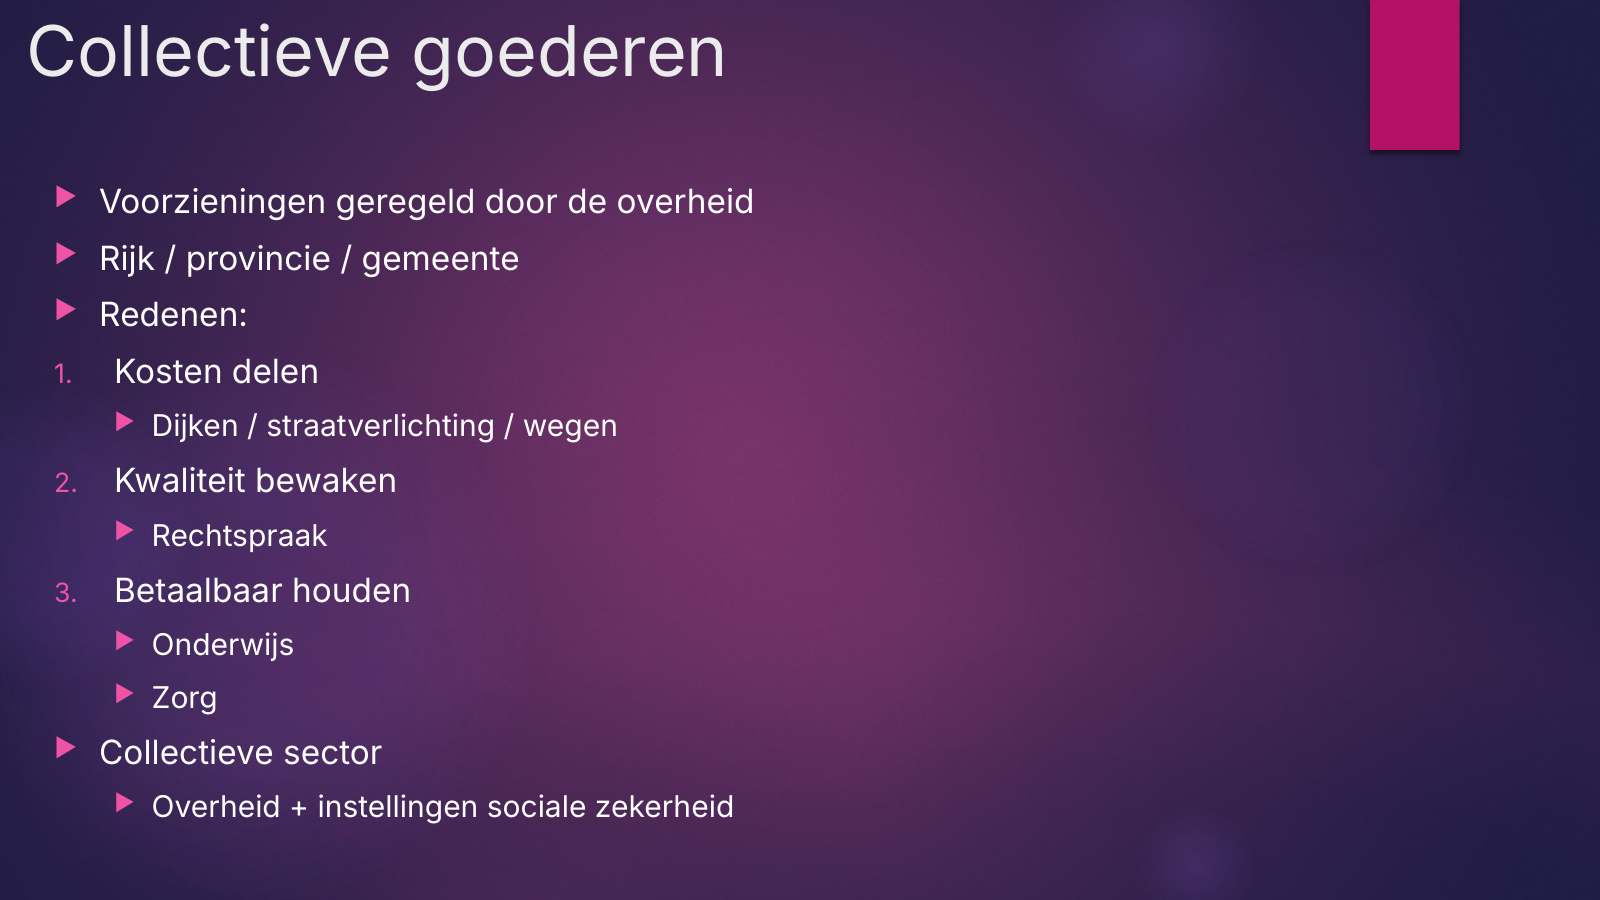 Collectieve goederen
Voorzieningen geregeld door de overheid
Rijk / provincie / gemeente
Redenen:
1. Kosten delen
Dijken / straatverlichting / wegen
2. Kwaliteit bewaken
Rechtspraak
3. Betaalbaar houden
Onderwijs
Zorg
Collectieve sector
Overheid + instellingen sociale zekerheid